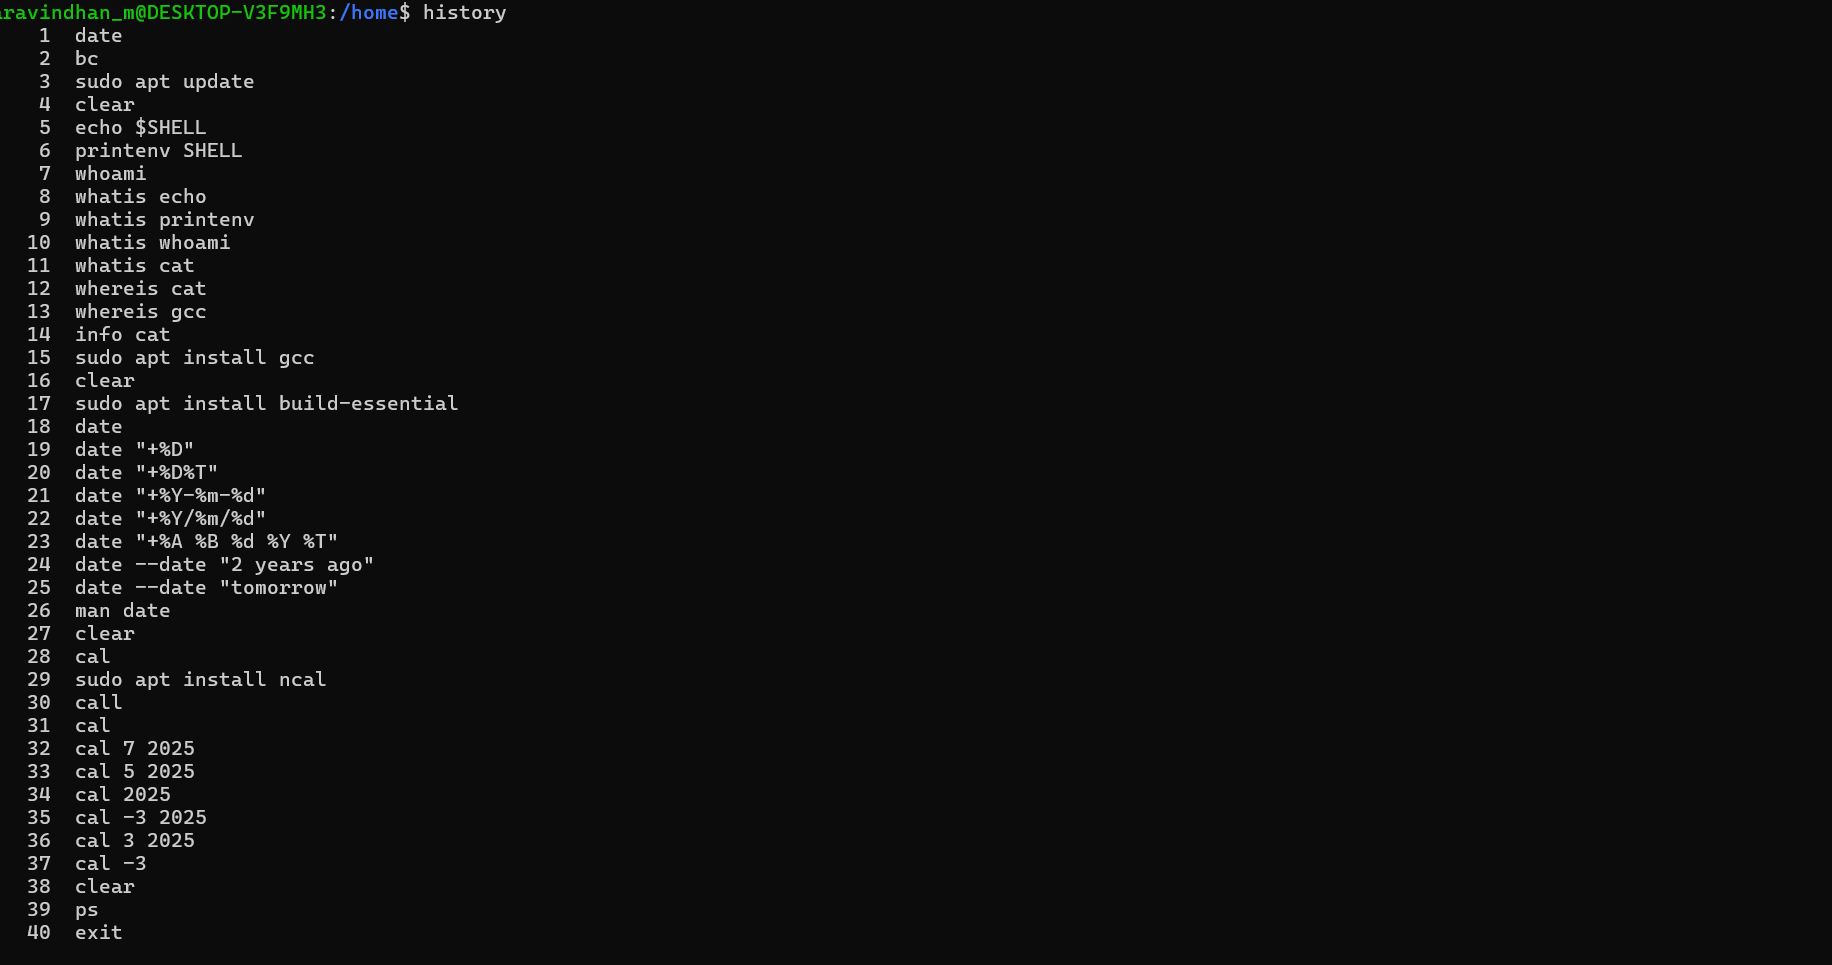 aravindhan_m@DESKTOP-V3F9MH3:/home$ history
1 date
2 bc
3 sudo apt update
4 clear
5 echo $SHELL
6 printenv SHELL
7 whoami
8 whatis echo
9 whatis printenv
10 whatis whoami
11 whatis cat
12 whereis cat
13 whereis gcc
14 info cat
15 sudo apt install gcc
16 clear
17 sudo apt install build-essential
18 date
19 date "+%D"
20 date "+%D%T"
21 date "+%Y-%m-%d"
22 date "+%Y/%m/%d"
23 date "+%A %B %d %Y %T"
24 date --date "2 years ago"
25 date --date "tomorrow"
26 man date
27 clear
28 cal
29 sudo apt install ncal
30 call
31 cal
32 cal 7 2025
33 cal 5 2025
34 cal 2025
35 cal -3 2025
36 cal 3 2025
37 cal -3
38 clear
39 ps
40 exit